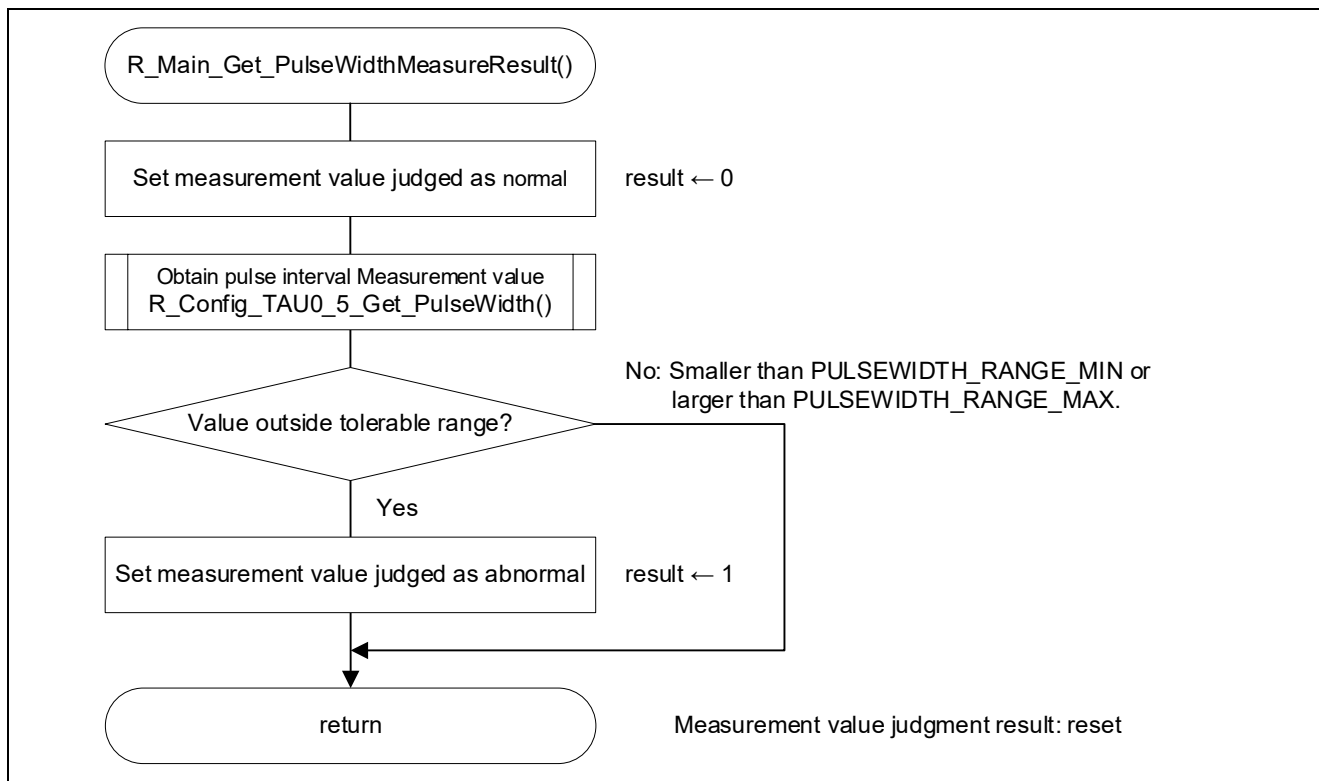 R_Main_Get_PulseWidthMeasureResult()
Set measurement value judged as normal
result ← 0
Obtain pulse interval Measurement value
R_Config_TAU0_5_Get_PulseWidth()
No: Smaller than PULSEWIDTH_RANGE_MIN or
larger than PULSEWIDTH_RANGE_MAX.
Value outside tolerable range?
Yes
Set measurement value judged as abnormal
result ← 1
return
Measurement value judgment result: reset